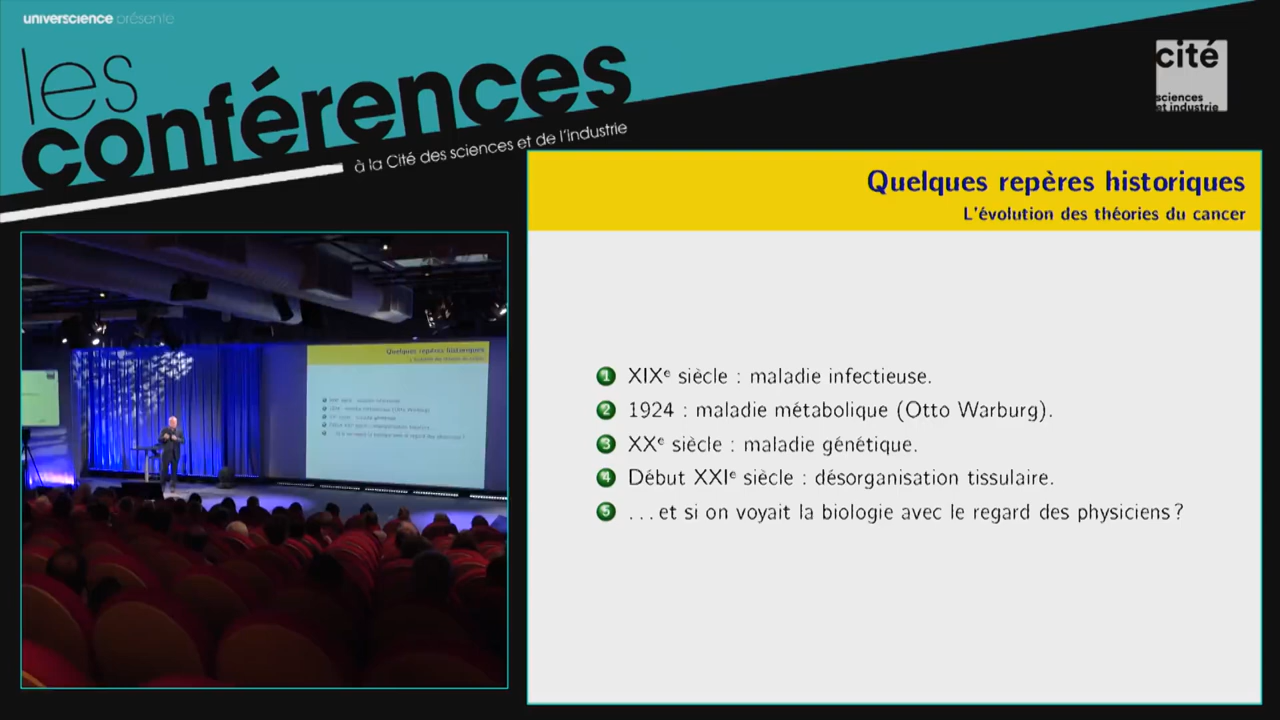 universcience présente
les
conférences
à la Cité des sciences et de l'industrie
cité
sciences
et industrie
Quelques repères historiques
L'évolution des théories du cancer
1 XIXe siècle : maladie infectieuse.
2 1924 : maladie métabolique (Otto Warburg).
3 XXe siècle : maladie génétique.
4 Début XXIe siècle : désorganisation tissulaire.
5 ...et si on voyait la biologie avec le regard des physiciens ?
Quelques repères historiques